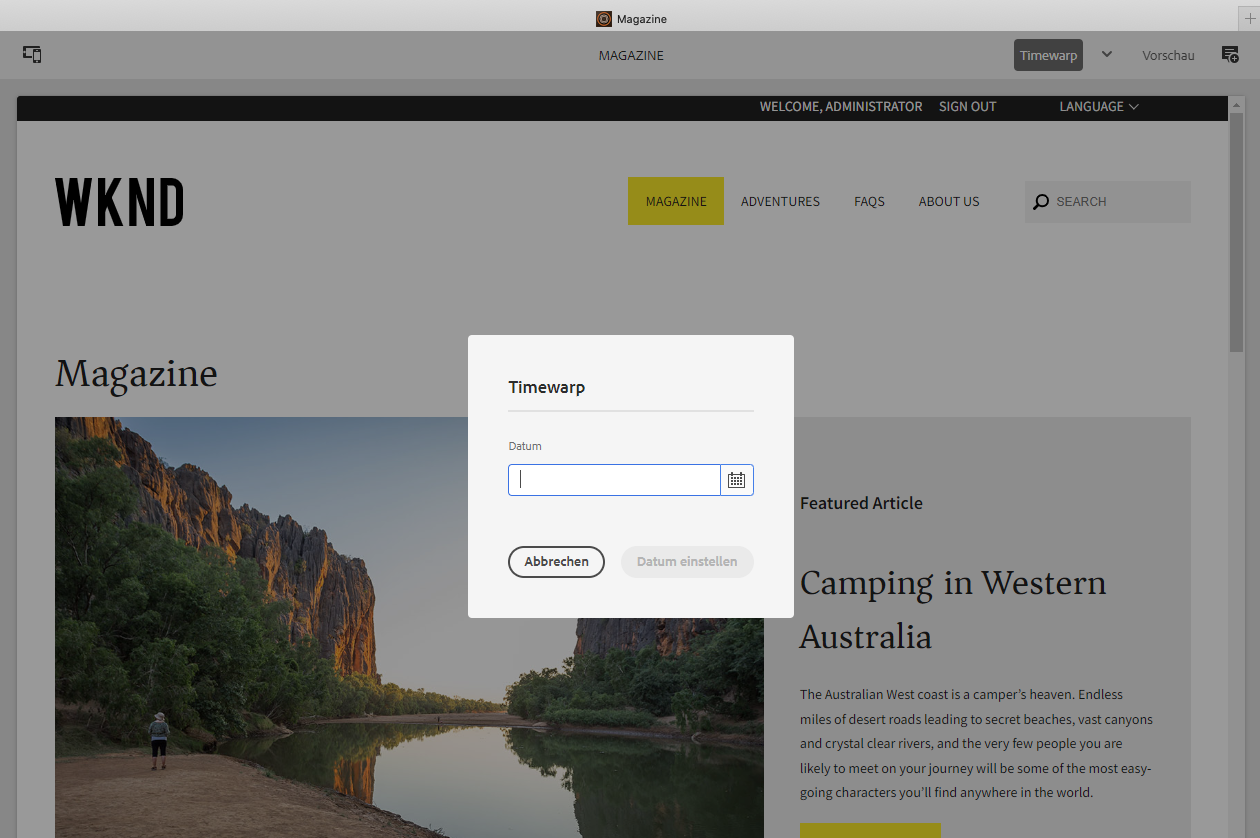 Magazine
MAGAZINE
Timewarp
Vorschau
WELCOME, ADMINISTRATOR
SIGN OUT
LANGUAGE
WKND
MAGAZINE
ADVENTURES
FAQS
ABOUT US
SEARCH
Magazine
Timewarp
Datum
Abbrechen
Datum einstellen
Featured Article
Camping in Western
Australia
The Australian West coast is a camper’s heaven. Endless
miles of desert roads leading to secret beaches, vast canyons
and crystal clear rivers, and the very few people you are
likely to meet on your journey will be some of the most easy-
going characters you’ll find anywhere in the world.